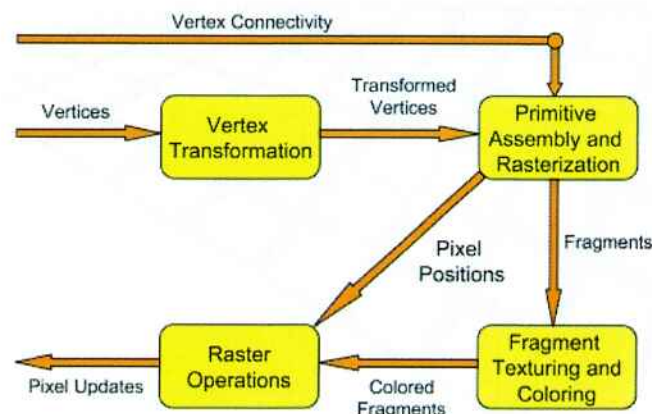 Vertex Connectivity
Vertices
Vertex
Transformation
Transformed
Vertices
Primitive
Assembly and
Rasterization
Pixel
Positions
Fragments
Raster
Operations
Fragment
Texturing and
Coloring
Pixel Updates
Colored
Fragments